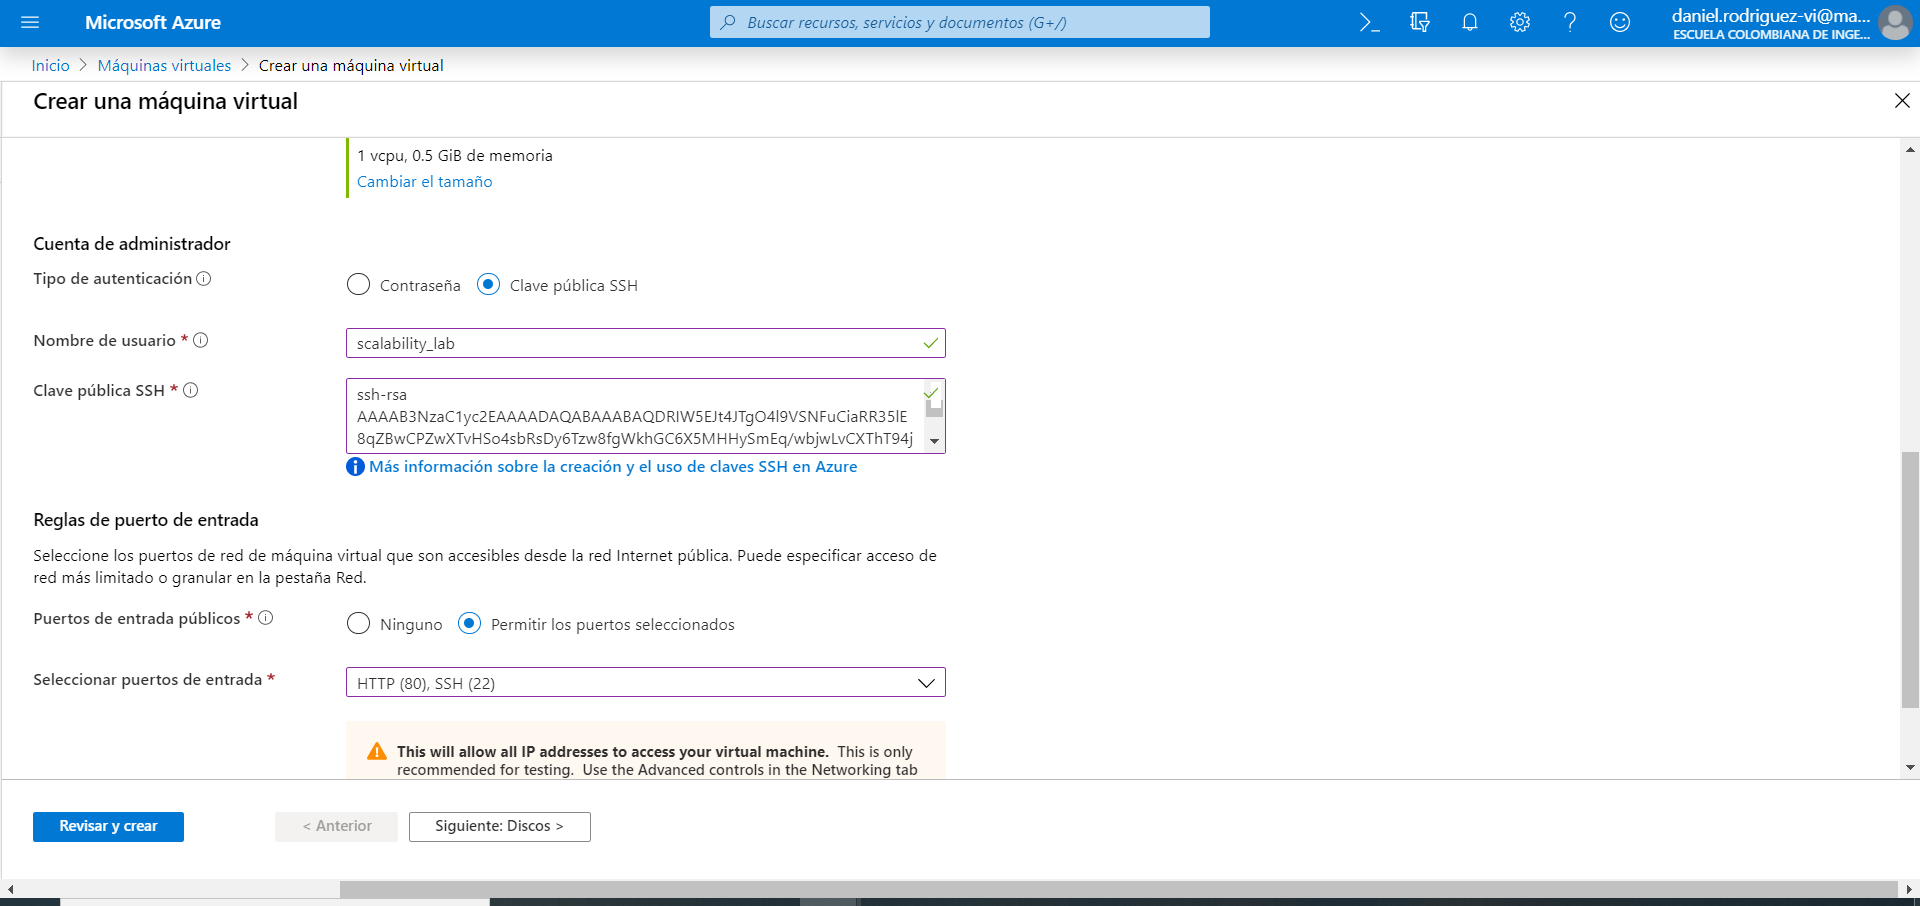 Microsoft Azure
Buscar recursos, servicios y documentos (G+/)
daniel.rodriguez-vi@ma...
ESCUELA COLOMBIANA DE INGE...
Inicio > Máquinas virtuales > Crear una máquina virtual
Crear una máquina virtual
1 vcpu, 0.5 GiB de memoria
Cambiar el tamaño
Cuenta de administrador
Tipo de autenticación
Contraseña
Clave pública SSH
Nombre de usuario *
scalability_lab
Clave pública SSH *
ssh-rsa
AAAAB3NzaC1yc2EAAAADAQABAAABAQDRIW5EJt4JTgO4l9VSNFuCiaRR35lE
8qZBwCPZwXTvHSo4sbRsDy6Tzw8fgWkhGC6X5MHHySmEq/wbjwLvCXThT94j
Más información sobre la creación y el uso de claves SSH en Azure
Reglas de puerto de entrada
Seleccione los puertos de red de máquina virtual que son accesibles desde la red Internet pública. Puede especificar acceso de
red más limitado o granular en la pestaña Red.
Puertos de entrada públicos *
Ninguno
Permitir los puertos seleccionados
Seleccionar puertos de entrada *
HTTP (80), SSH (22)
This will allow all IP addresses to access your virtual machine. This is only
recommended for testing. Use the Advanced controls in the Networking tab
Revisar y crear
< Anterior
Siguiente: Discos >